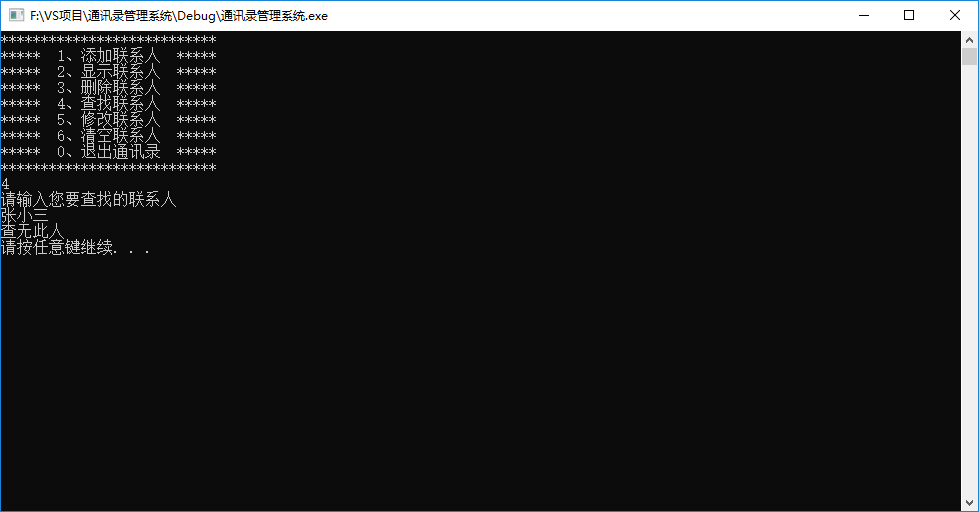 F:\VS项目\通讯录管理系统\Debug\通讯录管理系统.exe
***************************
*****  1、添加联系人  *****
*****  2、显示联系人  *****
*****  3、删除联系人  *****
*****  4、查找联系人  *****
*****  5、修改联系人  *****
*****  6、清空联系人  *****
*****  0、退出通讯录  *****
***************************
4
请输入您要查找的联系人
张小三
查无此人
请按任意键继续. . .